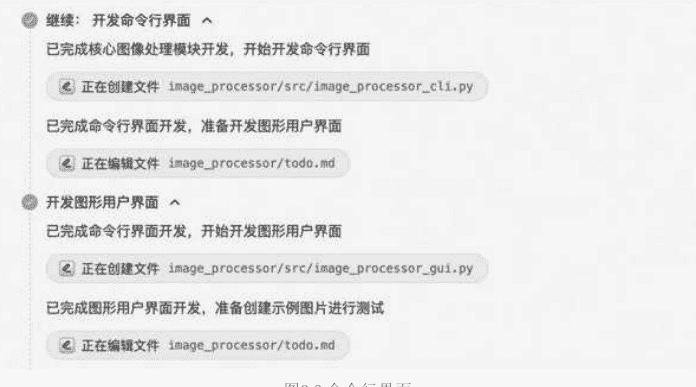 继续： 开发命令行界面
已完成核心图像处理模块开发，开始开发命令行界面
正在创建文件 image_processor/src/image_processor_cli.py
已完成命令行界面开发，准备开发图形用户界面
正在编辑文件 image_processor/todo.md
开发图形用户界面
已完成命令行界面开发，开始开发图形用户界面
正在创建文件 image_processor/src/image_processor_gui.py
已完成图形用户界面开发，准备创建示例图片进行测试
正在编辑文件 image_processor/todo.md